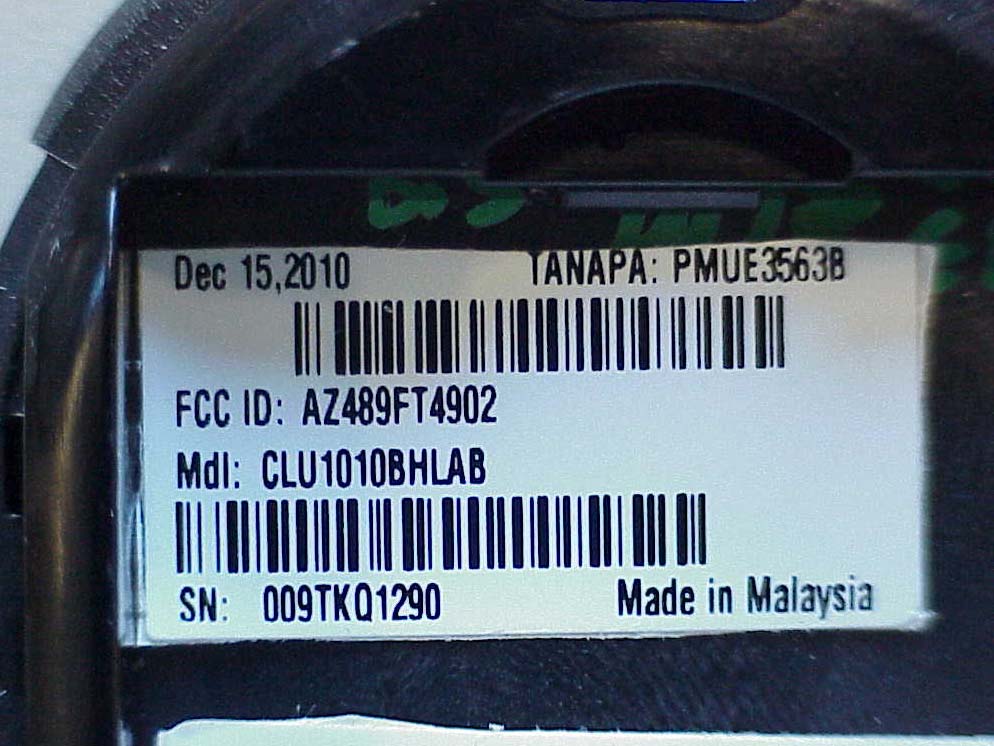 Dec 15,2010 TANAPA: PMUE3563B
FCC ID: AZ489FT4902
Mdl: CLU1010BHLAB
SN: 009TKQ1290 Made in Malaysia